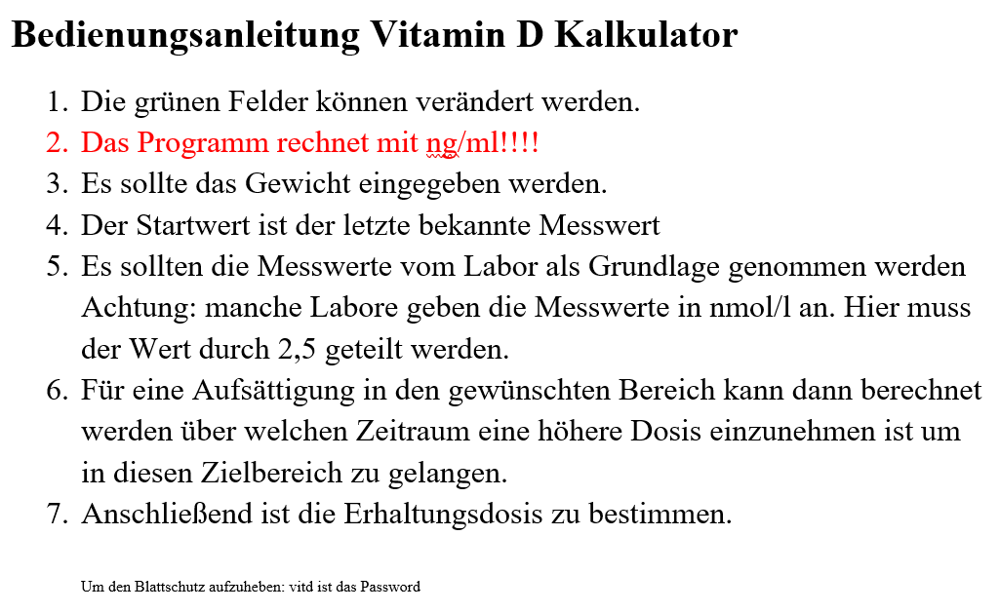 Bedienungsanleitung Vitamin D Kalkulator
1. Die grünen Felder können verändert werden.
2. Das Programm rechnet mit ng/ml!!!!
3. Es sollte das Gewicht eingegeben werden.
4. Der Startwert ist der letzte bekannte Messwert
5. Es sollten die Messwerte vom Labor als Grundlage genommen werden
Achtung: manche Labore geben die Messwerte in nmol/l an. Hier muss
der Wert durch 2,5 geteilt werden.
6. Für eine Aufsättigung in den gewünschten Bereich kann dann berechnet
werden über welchen Zeitraum eine höhere Dosis einzunehmen ist um
in diesen Zielbereich zu gelangen.
7. Anschließend ist die Erhaltungsdosis zu bestimmen.
Um den Blattschutz aufzuheben: vitd ist das Password